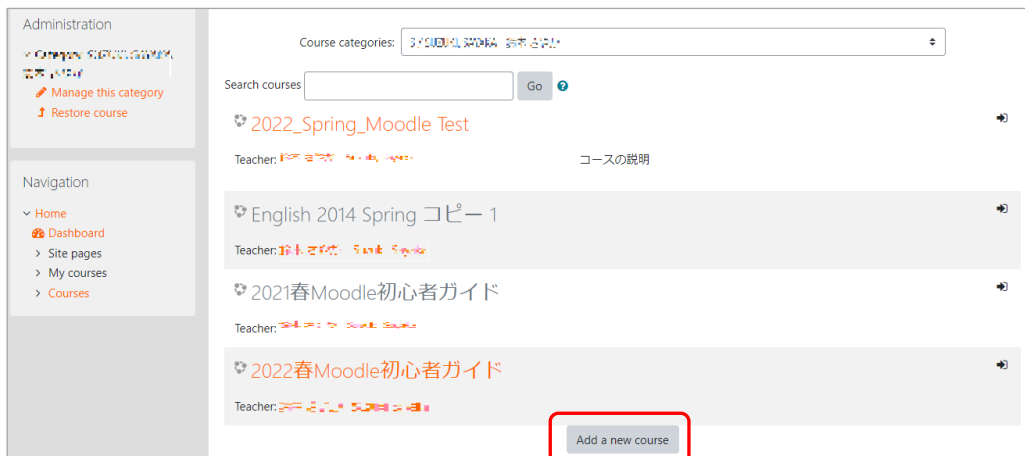 Administration
Manage this category
Restore course
Navigation
Home
Dashboard
Site pages
My courses
Courses
Course categories:
Search courses
Go
2022_Spring_Moodle Test
Teacher:
コースの説明
English 2014 Spring コピー 1
Teacher:
2021春Moodle初心者ガイド
Teacher:
2022春Moodle初心者ガイド
Teacher:
Add a new course